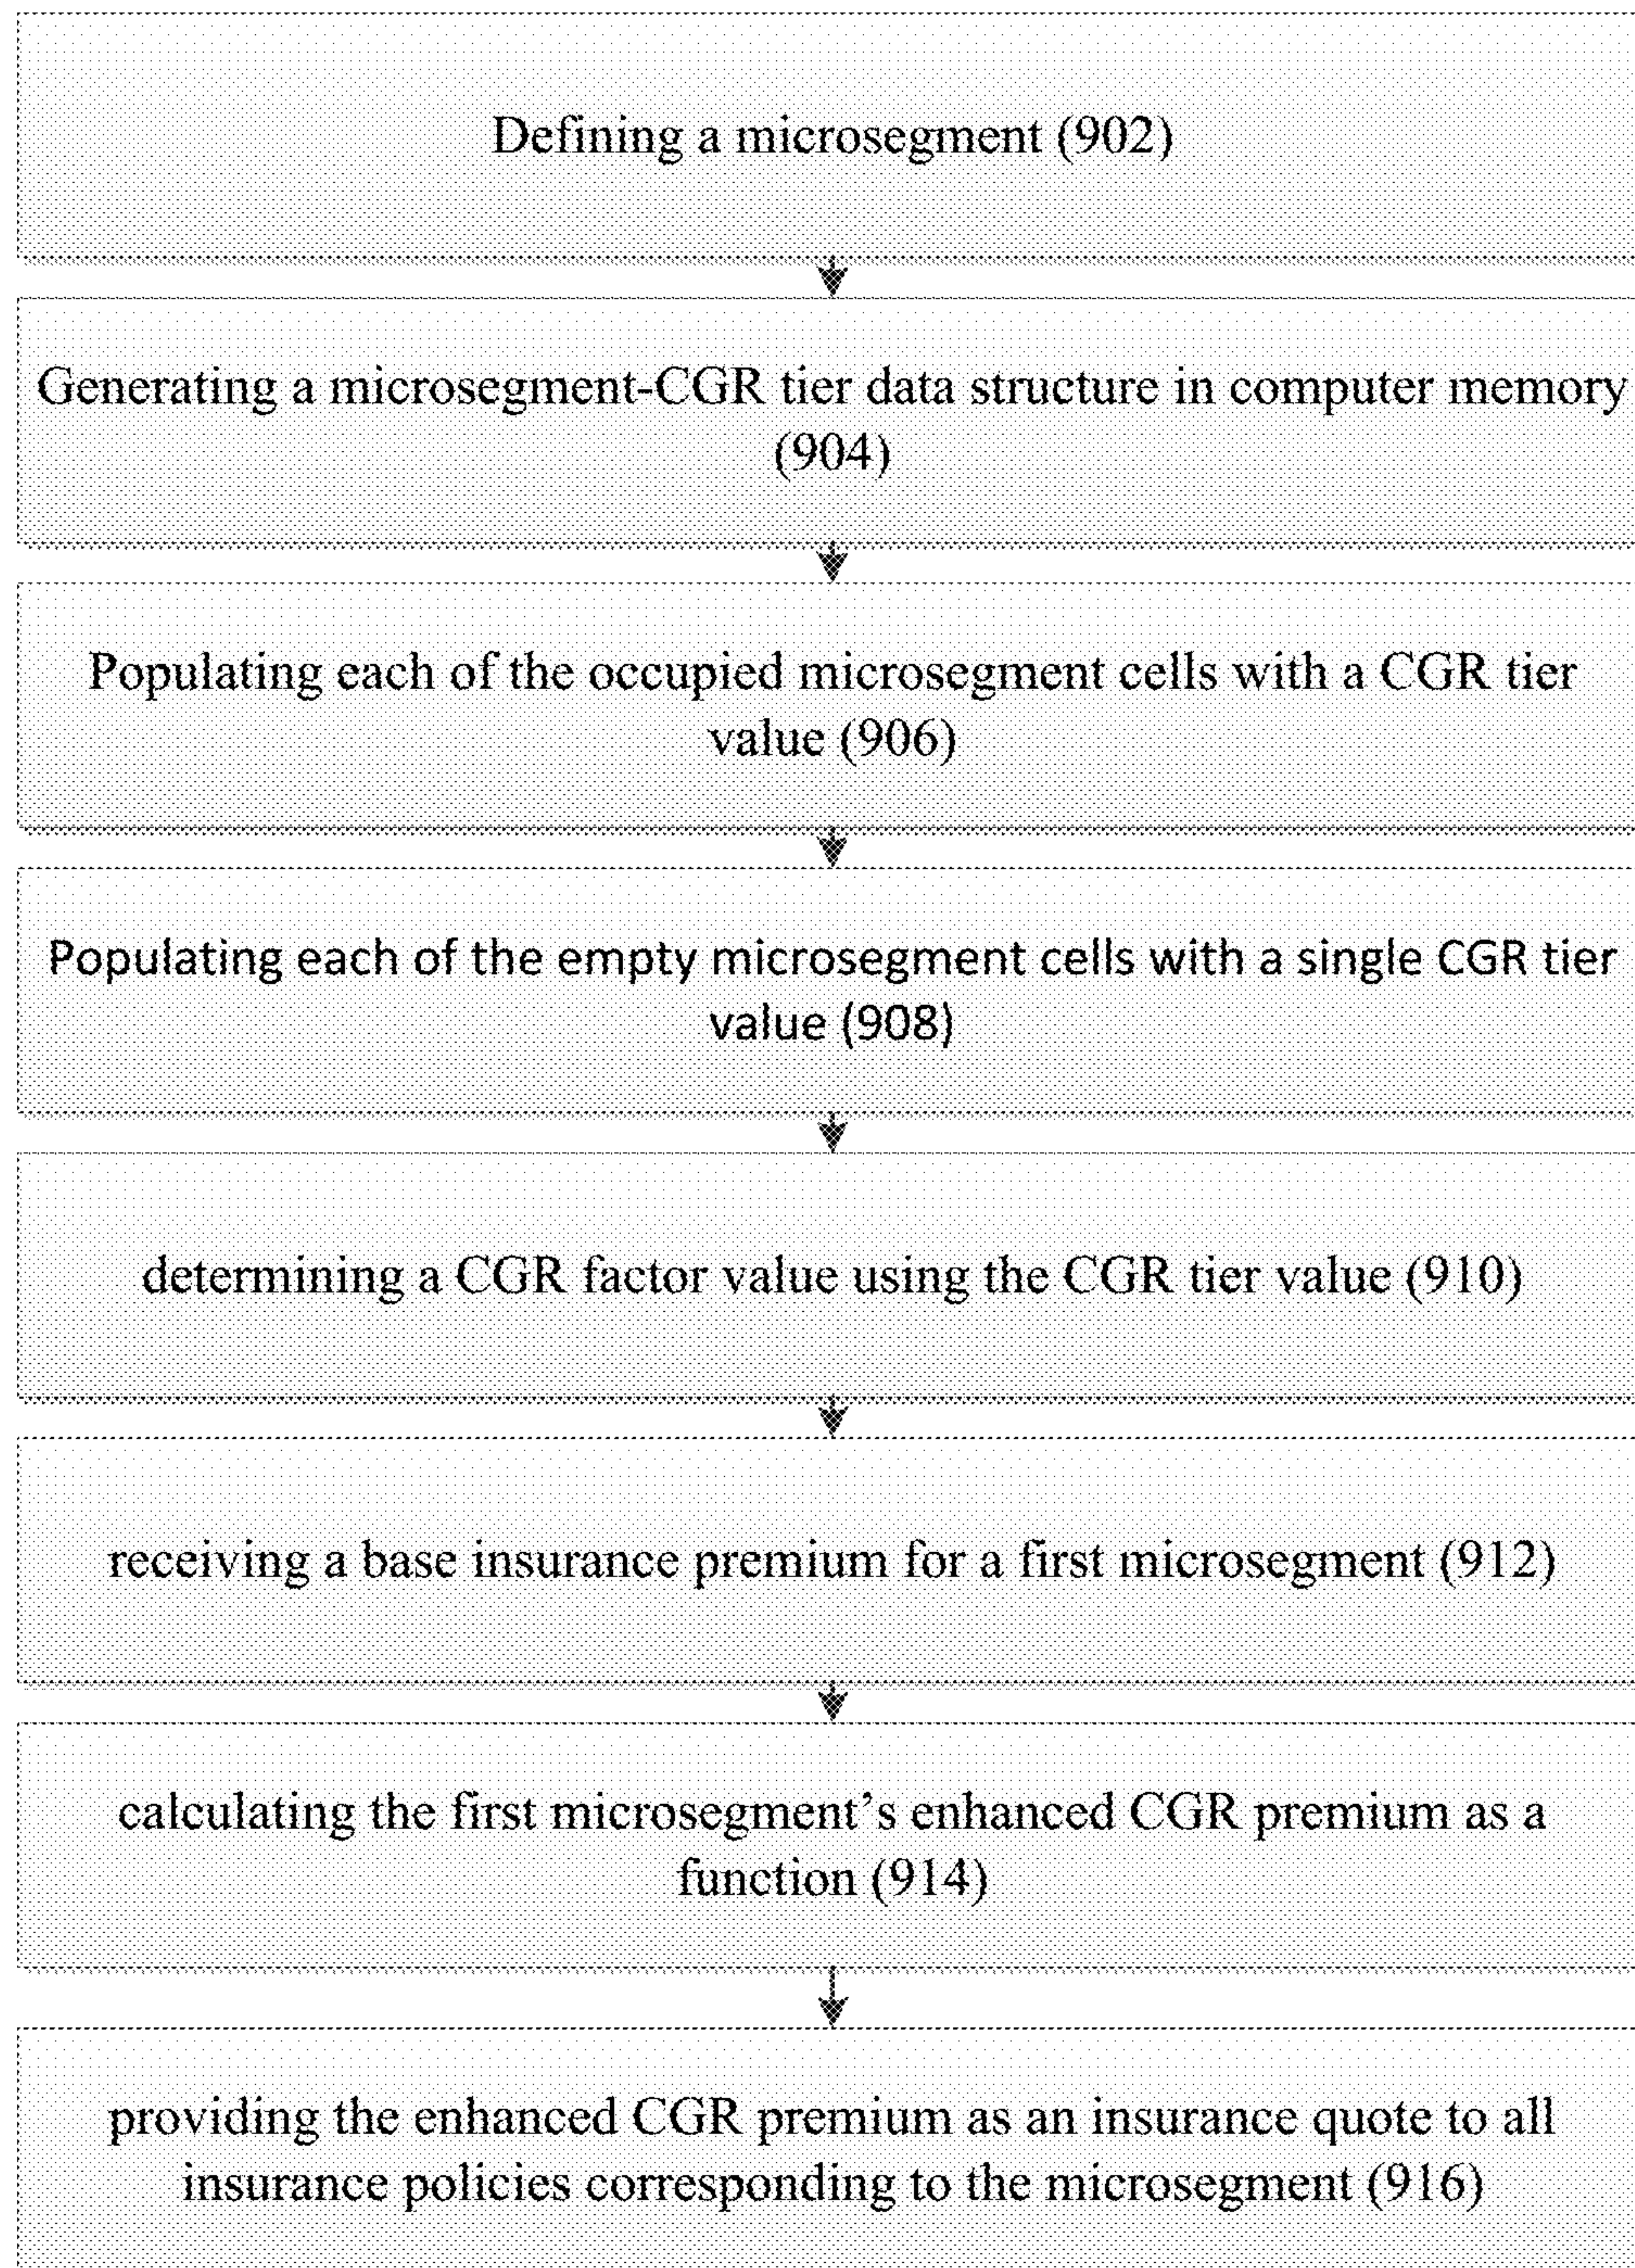 Defining a microsegment (902)
Generating a microsegment-CGR tier data structure in computer memory
(904)
Populating each of the occupied microsegment cells with a CGR tier
value (906)
Populating each of the empty microsegment cells with a single CGR tier
value (908)
determining a CGR factor value using the CGR tier value (910)
receiving a base insurance premium for a first microsegment (912)
calculating the first microsegment’s enhanced CGR premium as a
function (914)
providing the enhanced CGR premium as an insurance quote to all
insurance policies corresponding to the microsegment (916)